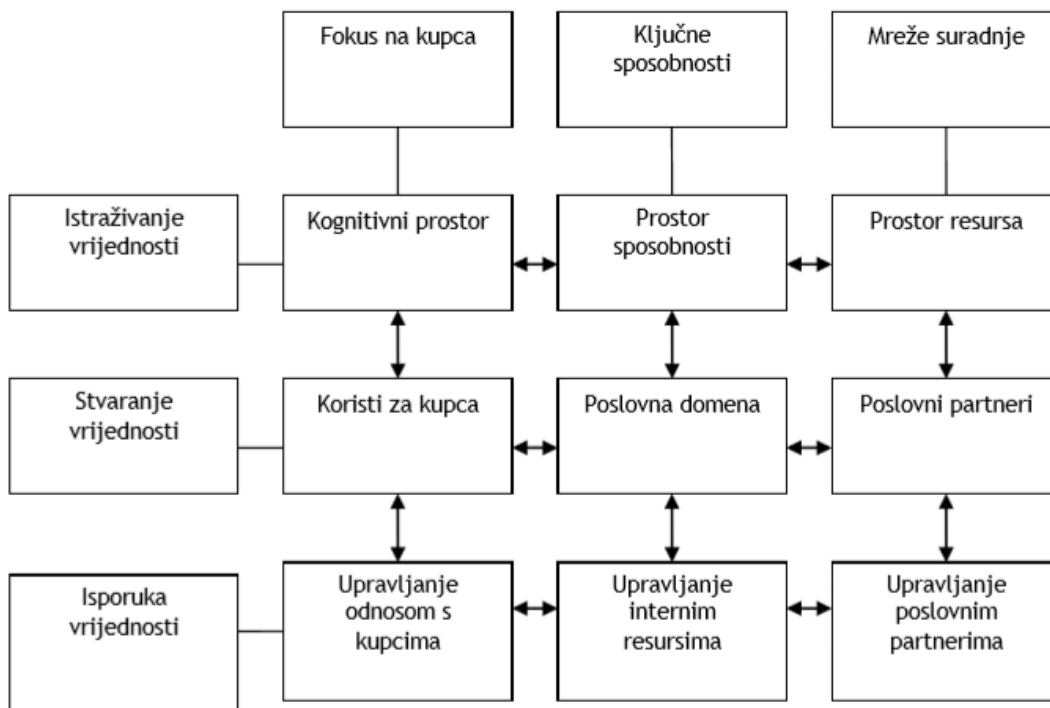 Fokus na kupca
Ključne
sposobnosti
Mreže suradnje
Istraživanje
vrijednosti
Kognitivni prostor
Prostor
sposobnosti
Prostor resursa
Stvaranje
vrijednosti
Koristi za kupca
Poslovna domena
Poslovni partneri
Isporuka
vrijednosti
Upravljanje
odnosom s
kupcima
Upravljanje
internim
resursima
Upravljanje
poslovnim
partnerima